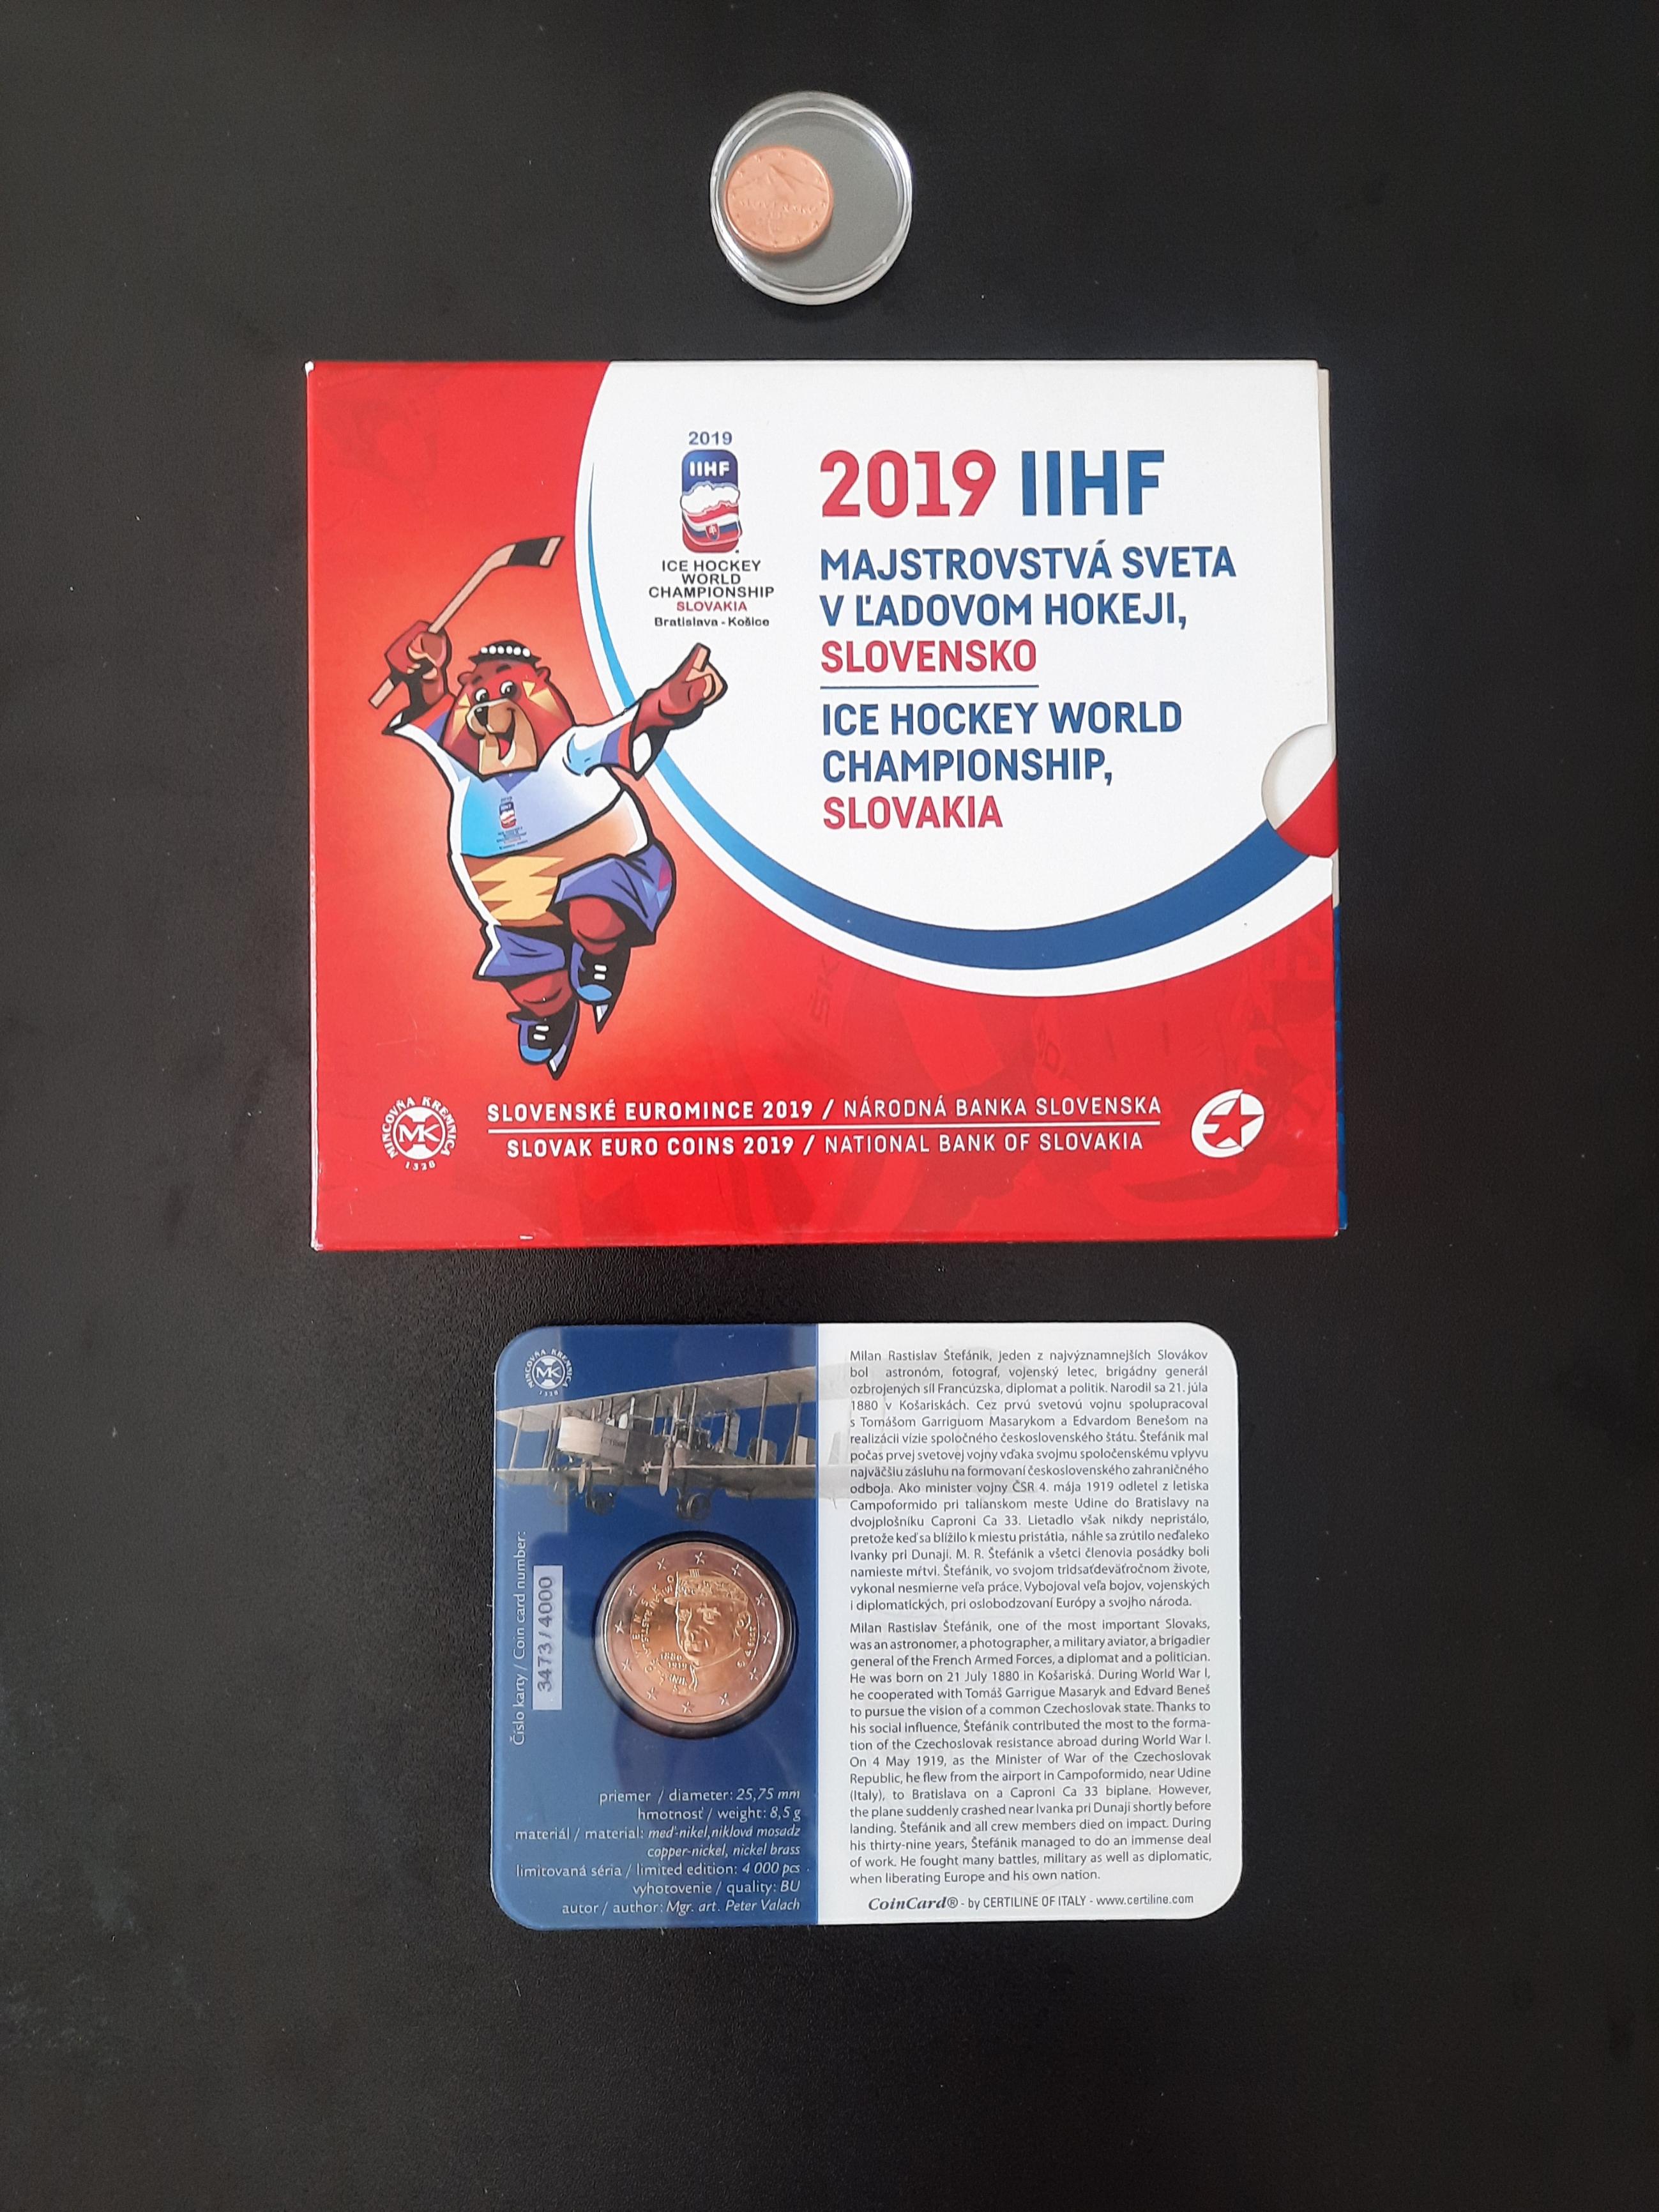 2019
IIHF
ICE HOCKEY
WORLD
CHAMPIONSHIP
SLOVAKIA
Bratislava - Košice
2019 IIHF
MAJSTROVSTVÁ SVETA
V ĽADOVOM HOKEJI,
SLOVENSKO
ICE HOCKEY WORLD
CHAMPIONSHIP,
SLOVAKIA
MINCOVŇA KREMNICA
MK
1328
SLOVENSKÉ EUROMINCE 2019 / NÁRODNÁ BANKA SLOVENSKA
SLOVAK EURO COINS 2019 / NATIONAL BANK OF SLOVAKIA
MINCOVŇA KREMNICA
MK
1328
Číslo karty / Coin card number:
3473 / 4000
1880
1919
priemer / diameter: 25,75 mm
hmotnosť / weight: 8,5 g
materiál / material: meď-nikel, niklová mosadz
copper-nickel, nickel brass
limitovaná séria / limited edition: 4 000 pcs
vyhotovenie / quality: BU
autor / author: Mgr. art. Peter Valach
Milan Rastislav Štefánik, jeden z najvýznamnejších Slovákov
bol astronóm, fotograf, vojenský letec, brigádny generál
ozbrojených síl Francúzska, diplomat a politik. Narodil sa 21. júla
1880 v Košariskách. Cez prvú svetovú vojnu spolupracoval
s Tomášom Garriguom Masarykom a Edvardom Benešom na
realizácii vízie spoločného československého štátu. Štefánik mal
počas prvej svetovej vojny vďaka svojmu spoločenskému vplyvu
najväčšiu zásluhu na formovaní československého zahraničného
odboja. Ako minister vojny ČSR 4. mája 1919 odletel z letiska
Campoformido pri talianskom meste Udine do Bratislavy na
dvojplošníku Caproni Ca 33. Lietadlo však nikdy nepristálo,
pretože keď sa blížilo k miestu pristátia, náhle sa zrútilo neďaleko
Ivanky pri Dunaji. M. R. Štefánik a všetci členovia posádky boli
namieste mŕtvi. Štefánik, vo svojom tridsaťdeväťročnom živote,
vykonal nesmierne veľa práce. Vybojoval veľa bojov, vojenských
i diplomatických, pri oslobodzovaní Európy a svojho národa.
Milan Rastislav Štefánik, one of the most important Slovaks,
was an astronomer, a photographer, a military aviator, a brigadier
general of the French Armed Forces, a diplomat and a politician.
He was born on 21 July 1880 in Košariská. During World War I,
he cooperated with Tomáš Garrigue Masaryk and Edvard Beneš
to pursue the vision of a common Czechoslovak state. Thanks to
his social influence, Štefánik contributed the most to the forma-
tion of the Czechoslovak resistance abroad during World War I.
On 4 May 1919, as the Minister of War of the Czechoslovak
Republic, he flew from the airport in Campoformido, near Udine
(Italy), to Bratislava on a Caproni Ca 33 biplane. However,
the plane suddenly crashed near Ivanka pri Dunaji shortly before
landing. Štefánik and all crew members died on impact. During
his thirty-nine years, Štefánik managed to do an immense deal
of work. He fought many battles, military as well as diplomatic,
when liberating Europe and his own nation.
CoinCard® - by CERTILINE OF ITALY - www.certiline.com